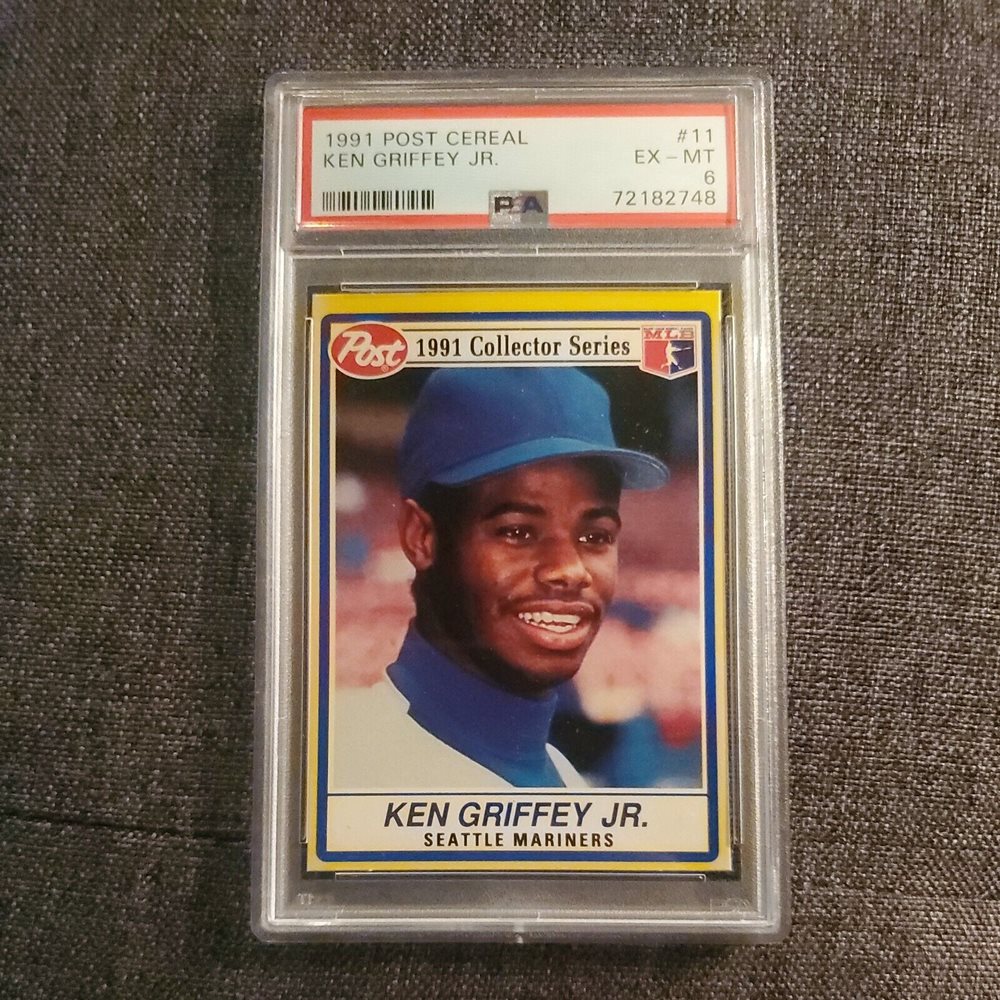 1991 POST CEREAL #11
KEN GRIFFEY JR. EX - MT
6
PSA 72182748
Post® 1991 Collector Series MLB
KEN GRIFFEY JR.
SEATTLE MARINERS